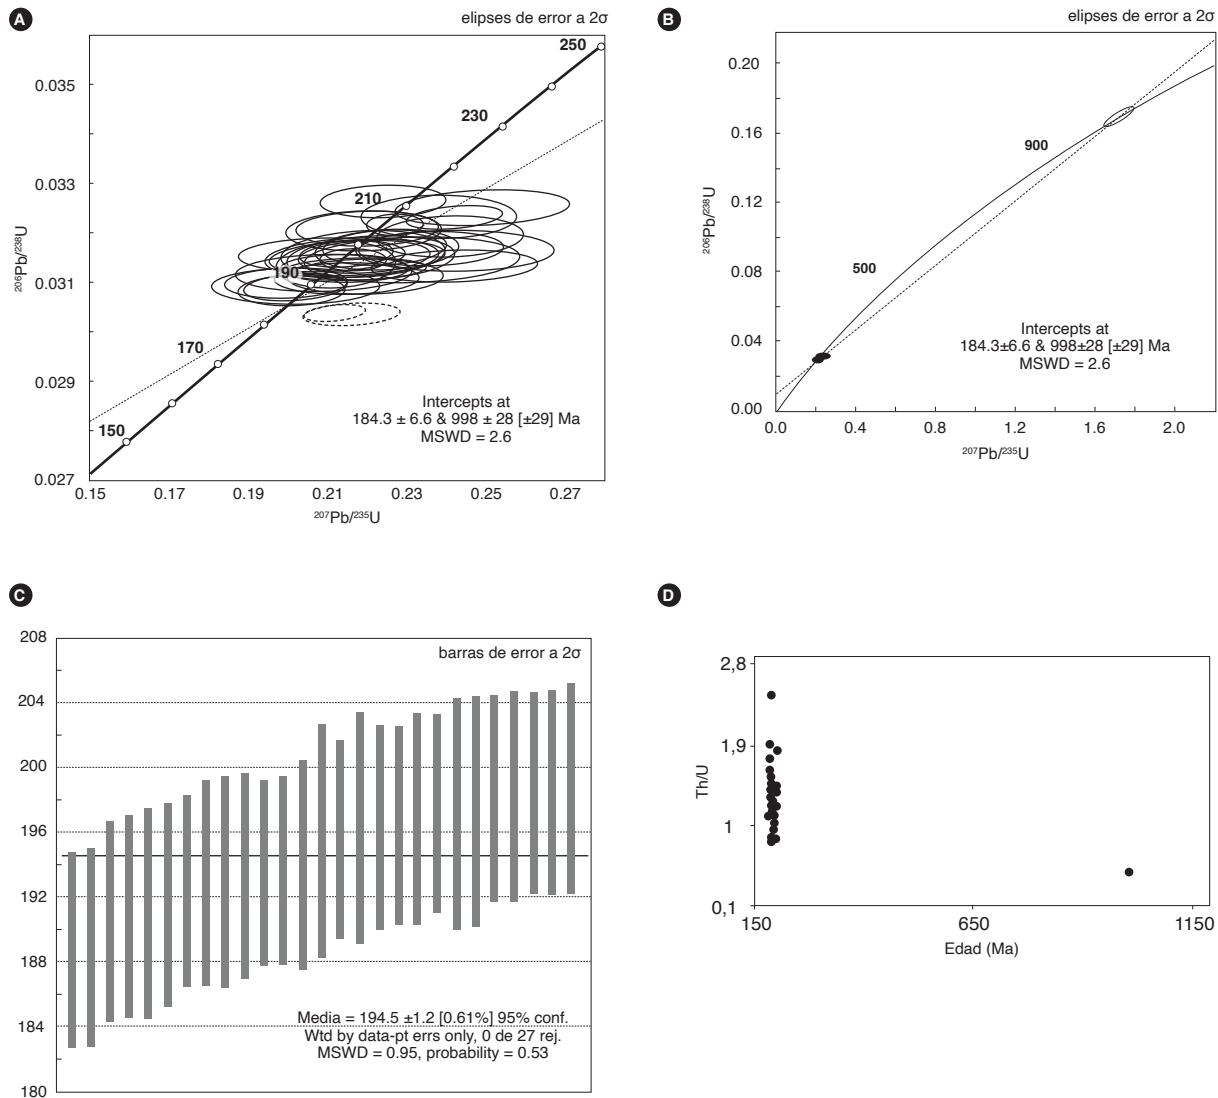 A
elipses de error a 2σ
250
0.035
230
0.033
210
206Pb/238U
0.031
190
170
0.029
Intercepts at
184.3 ± 6.6 & 998 ± 28 [±29] Ma
MSWD = 2.6
150
0.027
0.15 0.17 0.19 0.21 0.23 0.25 0.27
207Pb/235U
B
elipses de error a 2σ
0.20
0.16
900
0.12
206Pb/238U
500
0.08
Intercepts at
184.3±6.6 & 998±28 [±29] Ma
MSWD = 2.6
0.04
0.00
0.0 0.4 0.8 1.2 1.6 2.0
207Pb/235U
C
208
barras de error a 2σ
204
200
196
192
188
184
180
Media = 194.5 ±1.2 [0.61%] 95% conf.
Wtd by data-pt errs only, 0 de 27 rej.
MSWD = 0.95, probability = 0.53
D
2,8
1,9
Th/U
1
0,1
150 650 1150
Edad (Ma)